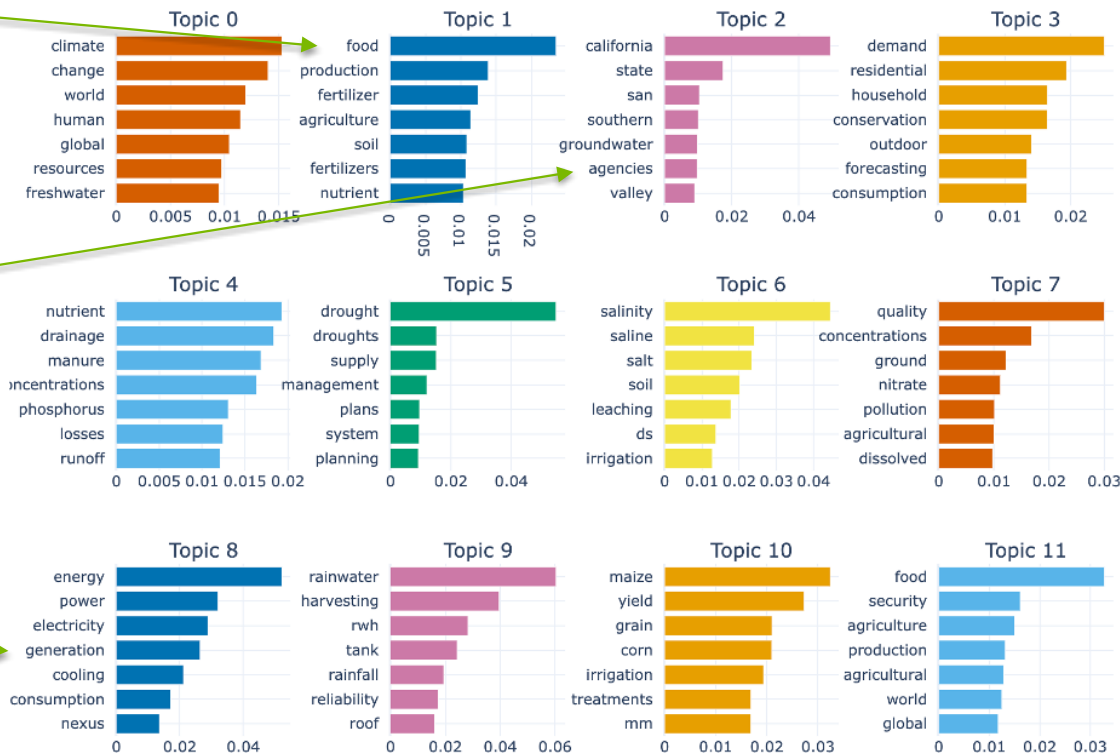 Topic 0
climate
change
world
human
global
resources
freshwater
0 0.005 0.01 0.015
Topic 1
food
production
fertilizer
agriculture
soil
fertilizers
nutrient
0 0.005 0.01 0.015 0.02
Topic 2
california
state
san
southern
groundwater
agencies
valley
0 0.02 0.04
Topic 3
demand
residential
household
conservation
outdoor
forecasting
consumption
0 0.01 0.02
Topic 4
nutrient
drainage
manure
oncentrations
phosphorus
losses
runoff
0 0.005 0.01 0.015 0.02
Topic 5
drought
droughts
supply
management
plans
system
planning
0 0.02 0.04
Topic 6
salinity
saline
salt
soil
leaching
ds
irrigation
0 0.01 0.02 0.03 0.04
Topic 7
quality
concentrations
ground
nitrate
pollution
agricultural
dissolved
0 0.01 0.02 0.03
Topic 8
energy
power
electricity
generation
cooling
consumption
nexus
0 0.02 0.04
Topic 9
rainwater
harvesting
rwh
tank
rainfall
reliability
roof
0 0.02 0.04 0.06
Topic 10
maize
yield
grain
corn
irrigation
treatments
mm
0 0.01 0.02 0.03
Topic 11
food
security
agriculture
production
agricultural
world
global
0 0.01 0.02 0.03